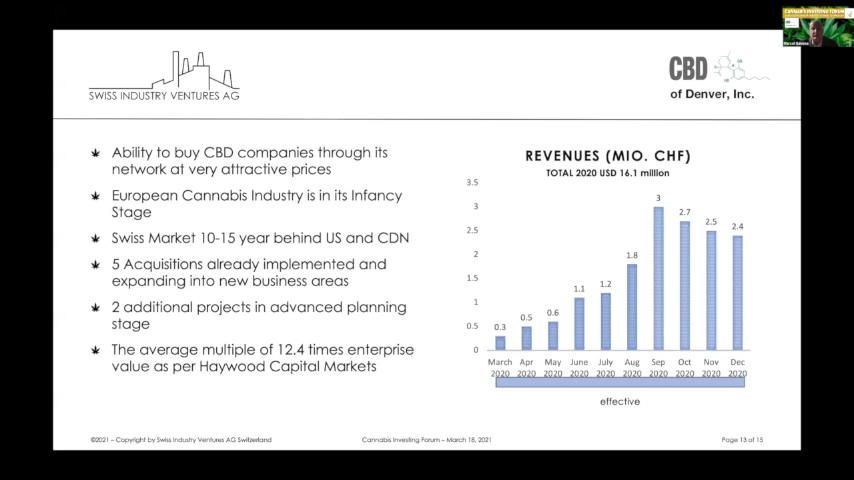 CANNABIS INVESTING FORUM
SWISS INDUSTRY VENTURES AG
CBD
of Denver, Inc.
Ability to buy CBD companies through its
network at very attractive prices
European Cannabis Industry is in its Infancy
Stage
Swiss Market 10-15 year behind US and CDN
5 Acquisitions already implemented and
expanding into new business areas
2 additional projects in advanced planning
stage
The average multiple of 12.4 times enterprise
value as per Haywood Capital Markets
REVENUES (MIO. CHF)
TOTAL 2020 USD 16.1 million
3.5
3
2.5
2
1.5
1
0.5
0
0.3
0.5
0.6
1.1
1.2
1.8
3
2.7
2.5
2.4
March Apr May June July Aug Sep Oct Nov Dec
2020 2020 2020 2020 2020 2020 2020 2020 2020 2020
effective
©2021 – Copyright by Swiss Industry Ventures AG Switzerland
Cannabis Investing Forum – March 18, 2021
Page 13 of 15